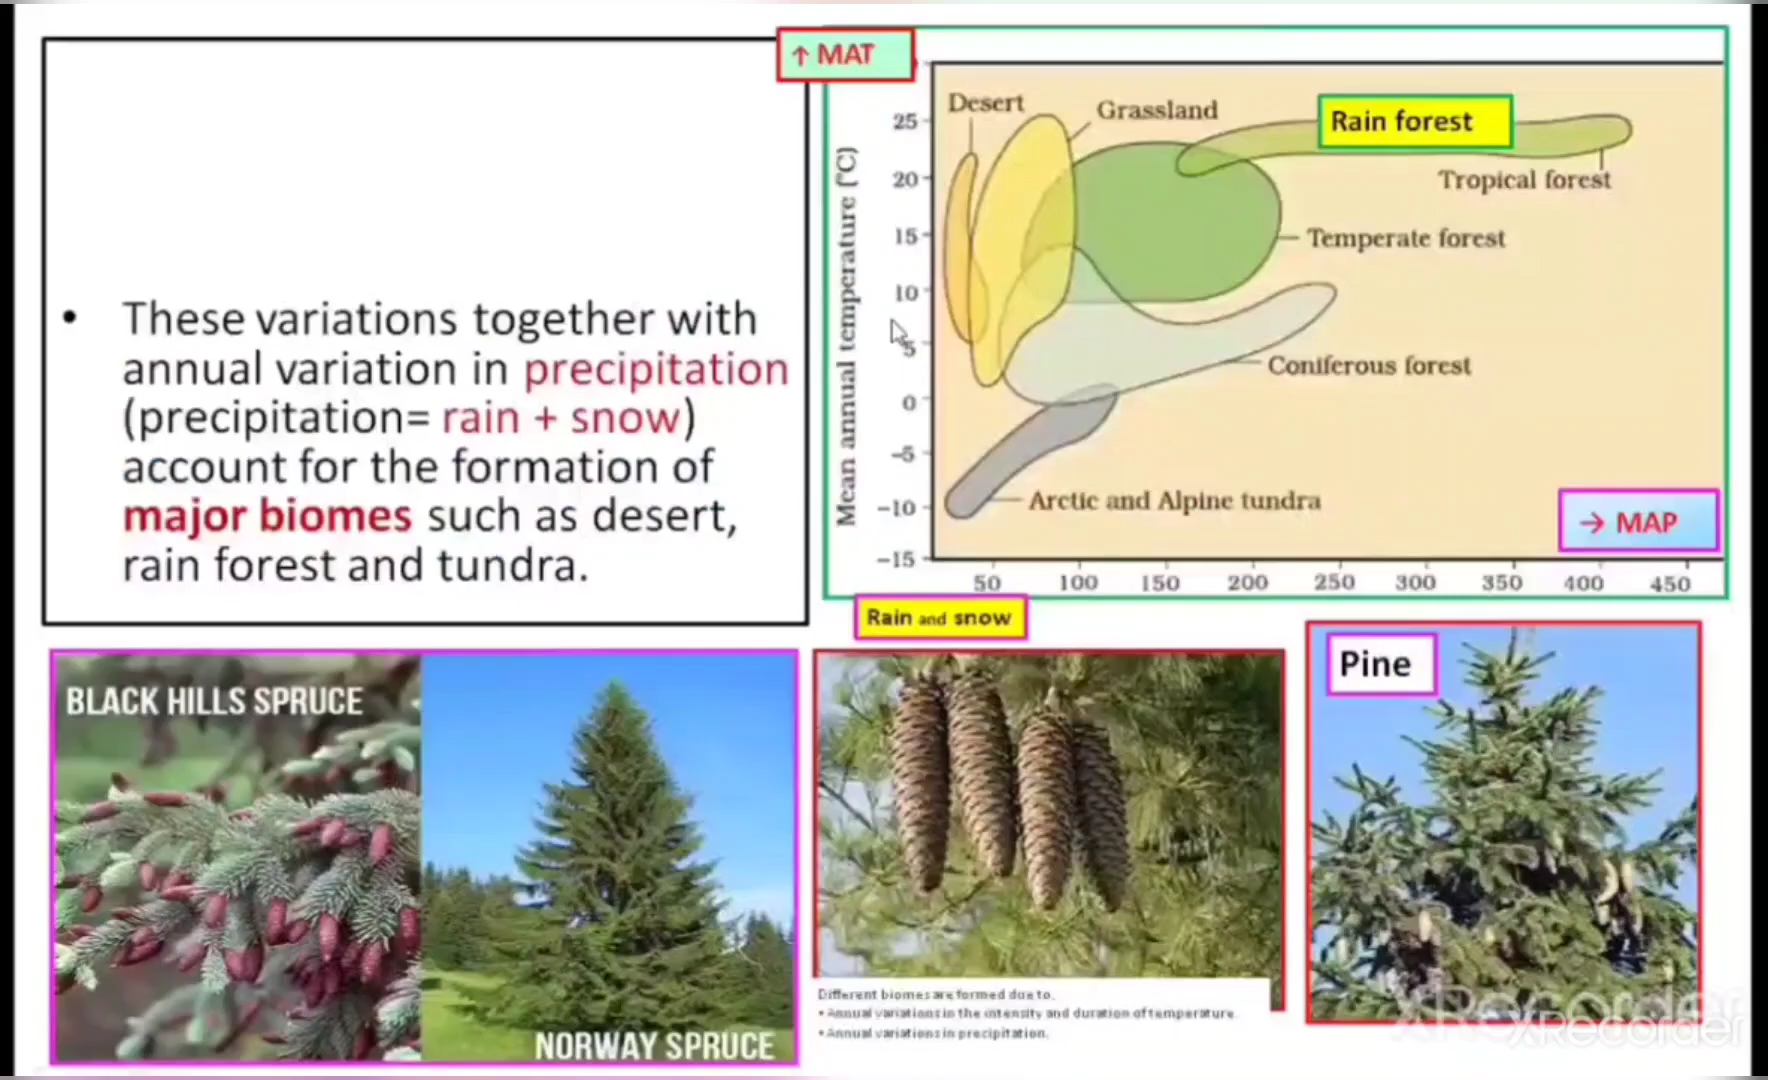 ↑ MAT
• These variations together with
annual variation in precipitation
(precipitation= rain + snow)
account for the formation of
major biomes such as desert,
rain forest and tundra.
Mean annual temperature (°C)
25
20
15
10
5
0
−5
−10
−15
Desert
Grassland
Rain forest
Tropical forest
Temperate forest
Coniferous forest
Arctic and Alpine tundra
→ MAP
50 100 150 200 250 300 350 400 450
Rain and snow
BLACK HILLS SPRUCE
NORWAY SPRUCE
Pine
Different biomes are formed due to,
• Annual variations in the intensity and duration of temperature.
• Annual variations in precipitation.
XRecorder
XRecorder